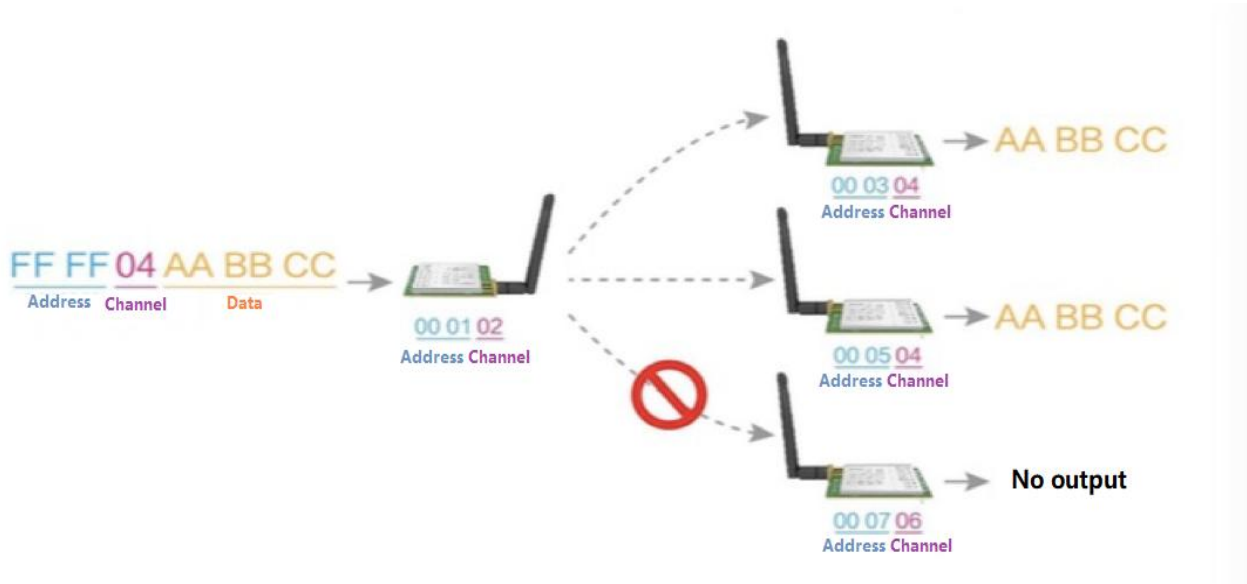 FF FF 04 AA BB CC
Address Channel Data
00 01 02
Address Channel
00 03 04
Address Channel
AA BB CC
00 05 04
Address Channel
AA BB CC
00 07 06
Address Channel
No output